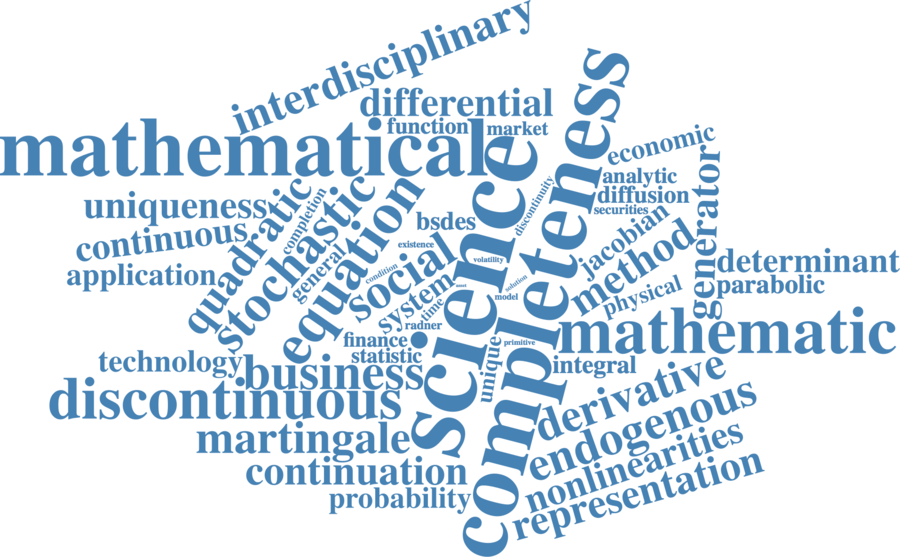 interdisciplinary
differential
function
market
mathematical
science
completeness
economic
analytic
diffusion
securities
discontinuity
uniqueness
continuous
application
quadratic
completion
stochastic
general
equation
bsdes
existence
condition
social
system
volatility
solution
model
time
radner
jacobian
method
physical
generator
determinant
parabolic
mathematic
finance
statistic
technology
business
discontinuous
unique
primitive
integral
derivative
martingale
endogenous
continuation
nonlinearities
probability
representation